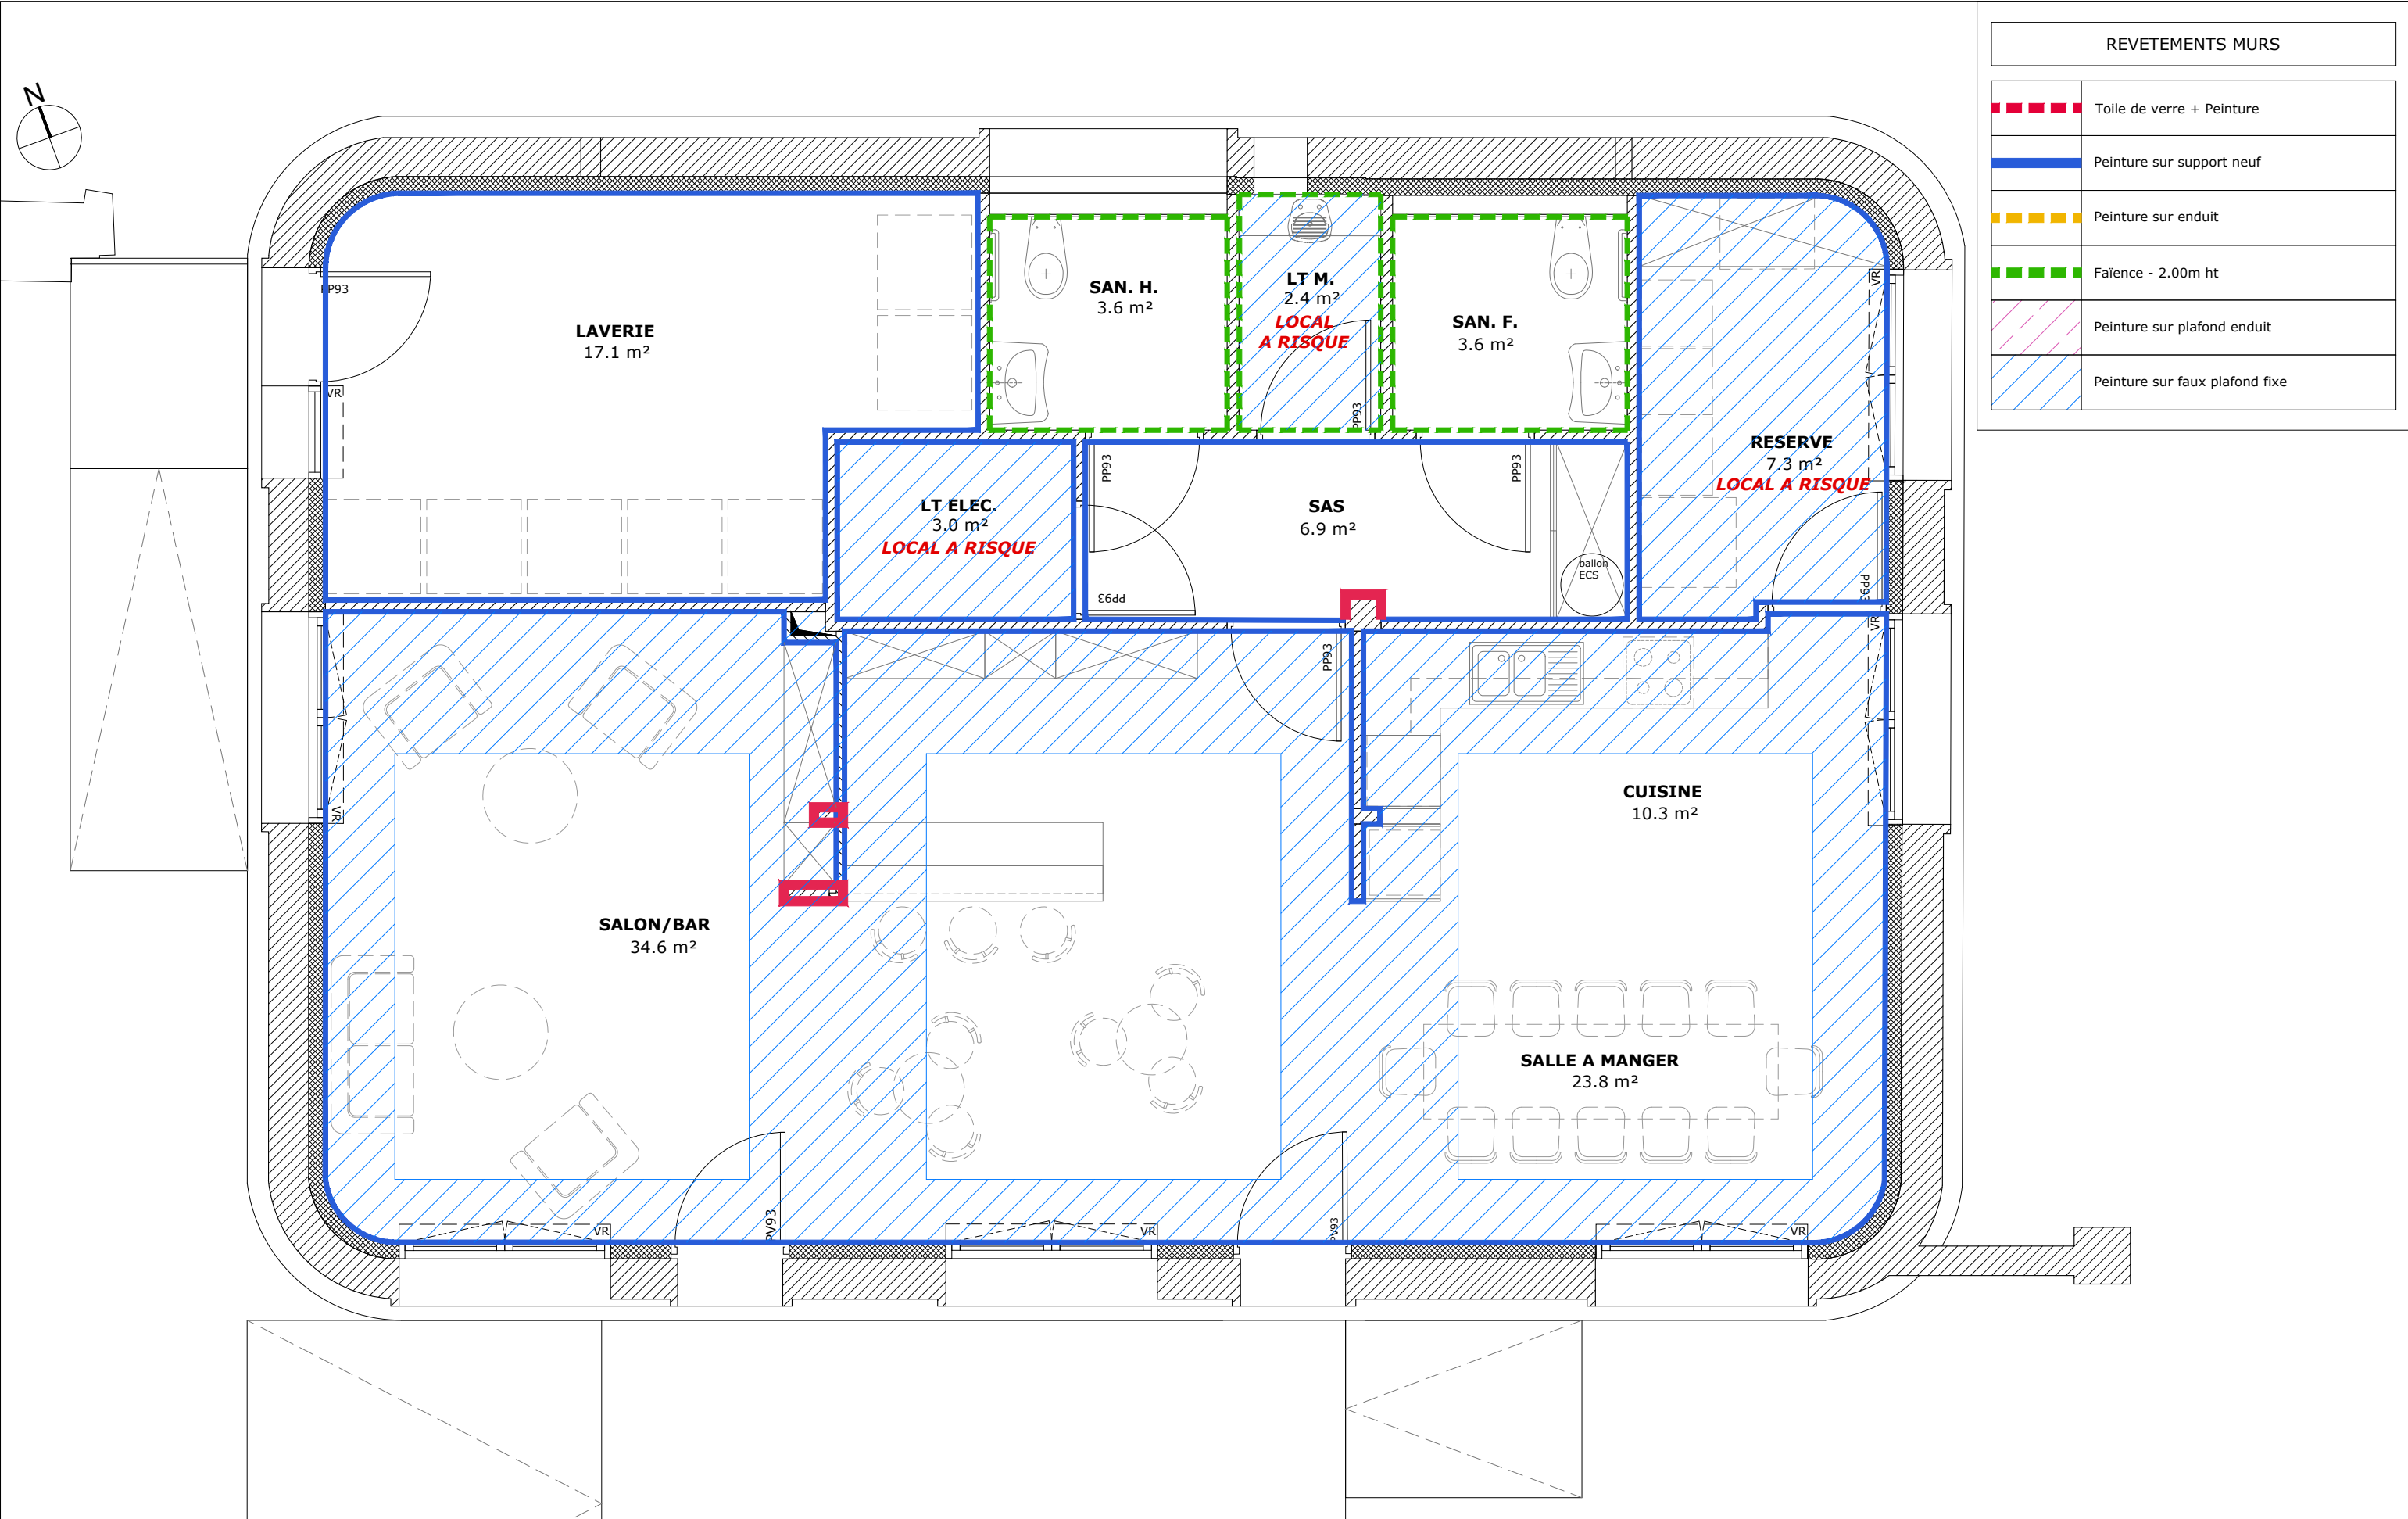 REVETEMENTS MURS
Toile de verre + Peinture
Peinture sur support neuf
Peinture sur enduit
Faïence - 2.00m ht
Peinture sur plafond enduit
Peinture sur faux plafond fixe
N
PP93
VR
LAVERIE
17.1 m²
SAN. H.
3.6 m²
LT M.
2.4 m²
LOCAL
A RISQUE
PP93
SAN. F.
3.6 m²
VR
RESERVE
7.3 m²
LOCAL A RISQUE
PP93
LT ELEC.
3.0 m²
LOCAL A RISQUE
PP93
PP93
SAS
6.9 m²
PP93
ballon
ECS
VR
PP93
VR
CUISINE
10.3 m²
SALON/BAR
34.6 m²
SALLE A MANGER
23.8 m²
VR
PV93
VR
PV93
VR